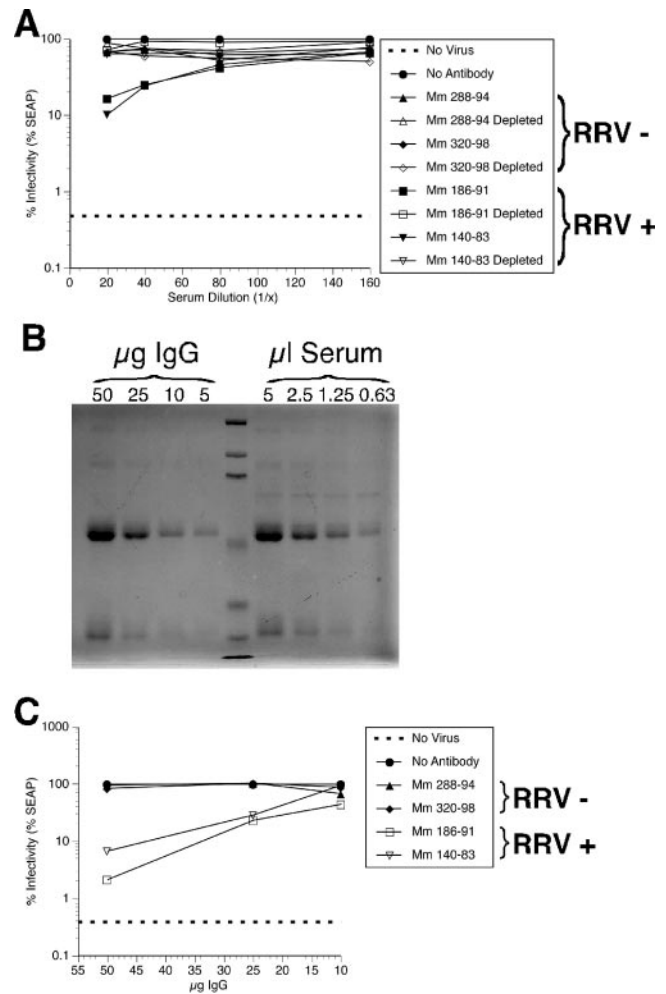 A
100
10
1
0.1
% Infectivity (% SEAP)
20 40 60 80 100 120 140 160
Serum Dilution (1/x)
No Virus
No Antibody
Mm 288-94
Mm 288-94 Depleted
Mm 320-98
Mm 320-98 Depleted
Mm 186-91
Mm 186-91 Depleted
Mm 140-83
Mm 140-83 Depleted
RRV -
RRV +
B
µg IgG µl Serum
50 25 10 5 5 2.5 1.25 0.63
C
1000
100
10
1
0.1
% Infectivity (% SEAP)
55 50 45 40 35 30 25 20 15 10
µg IgG
No Virus
No Antibody
Mm 288-94
Mm 320-98
Mm 186-91
Mm 140-83
RRV -
RRV +